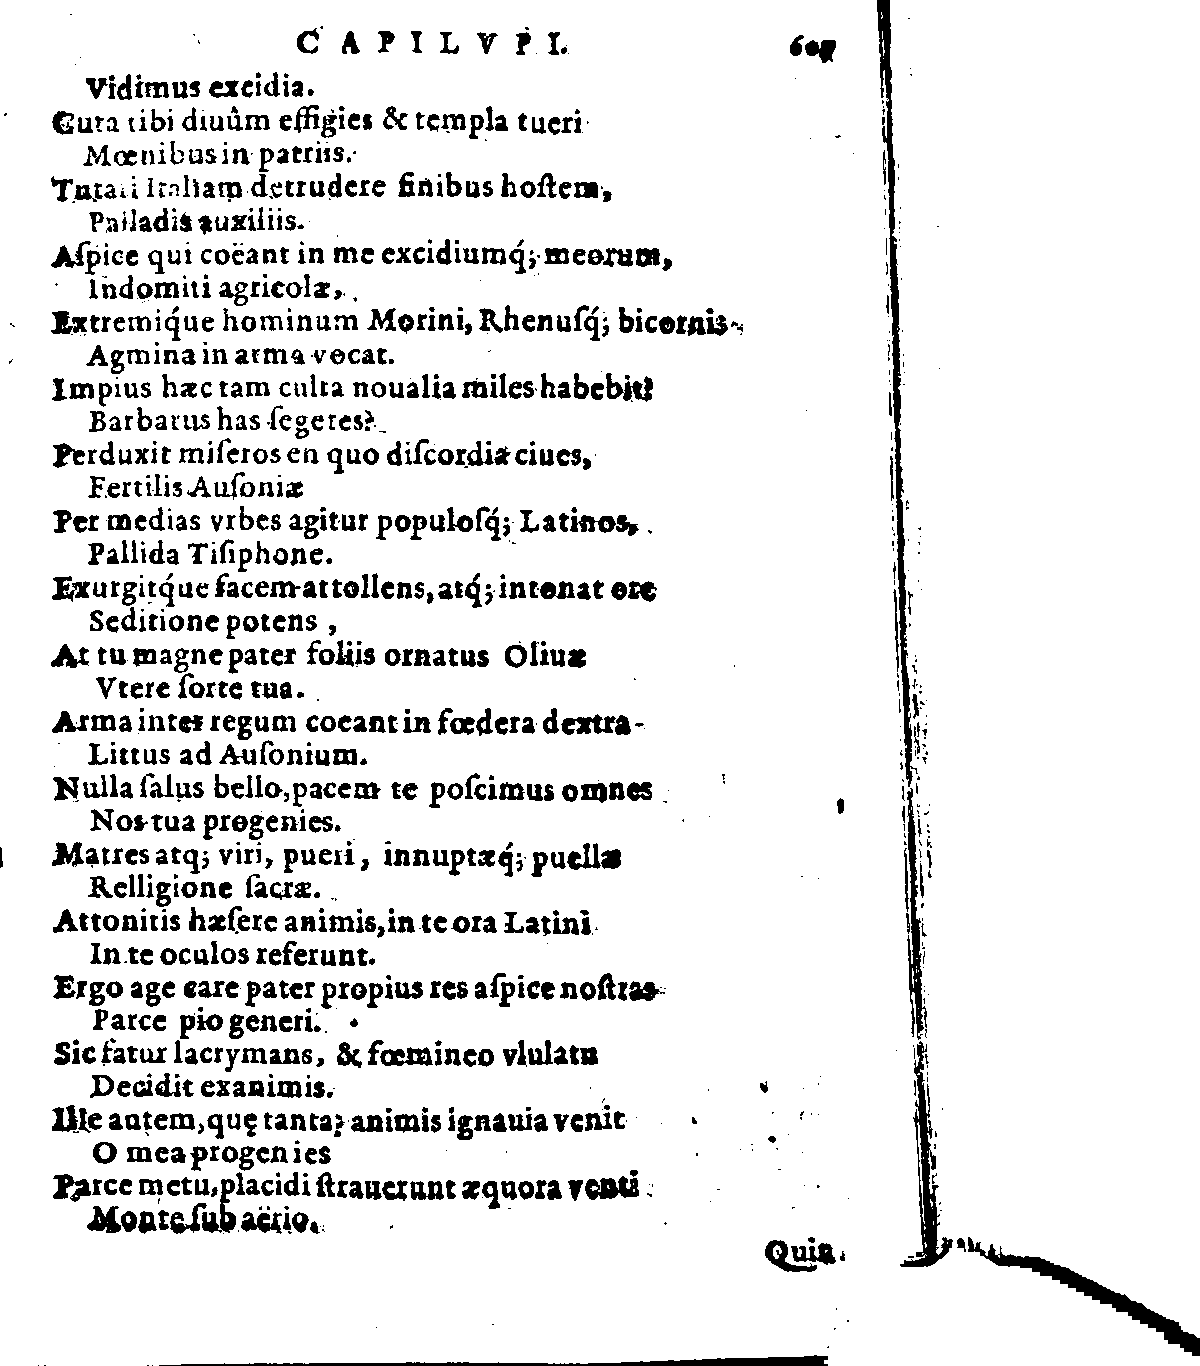 CAPILVPI. 607
Vidimus excidia.
Cura tibi diuûm effigies & templa tueri
Mœnibus in patriis.
Tutari Italiam detrudere finibus hoſtem,
Palladis auxiliis.
Aſpice qui coëant in me excidiumq́; meorum,
Indomiti agricolæ,
Extremiq́ue hominum Morini, Rhenuſq́; bicornis
Agmina in arma vocat.
Impius hæc tam culta noualia miles habebit?
Barbarus has ſegetes?
Perduxit miſeros en quo diſcordia ciues,
Fertilis Auſoniæ
Per medias vrbes agitur populoſq́; Latinos,
Pallida Tiſiphone.
Exurgitq́ue facem attollens, atq́; intonat ore
Seditione potens,
At tu magne pater foliis ornatus Oliuæ
Vtere ſorte tua.
Arma inter regum coeant in fœdera dextra
Littus ad Auſonium.
Nulla ſalus bello, pacem te poſcimus omnes
Nos tua progenies.
Matres atq; viri, pueri, innuptæq́; puellæ
Relligione ſacræ.
Attonitis hæſere animis, in te ora Latini
In te oculos referunt.
Ergo age care pater propius res aſpice noſtras
Parce pio generi.
Sic fatur lacrymans, & fœmineo vlulatu
Decidit exanimis.
Ille autem, quę tanta; animis ignauia venit
O mea progenies
Parce metu, placidi ſtrauerunt æquora venti
Monte ſub aërio.
Quin.